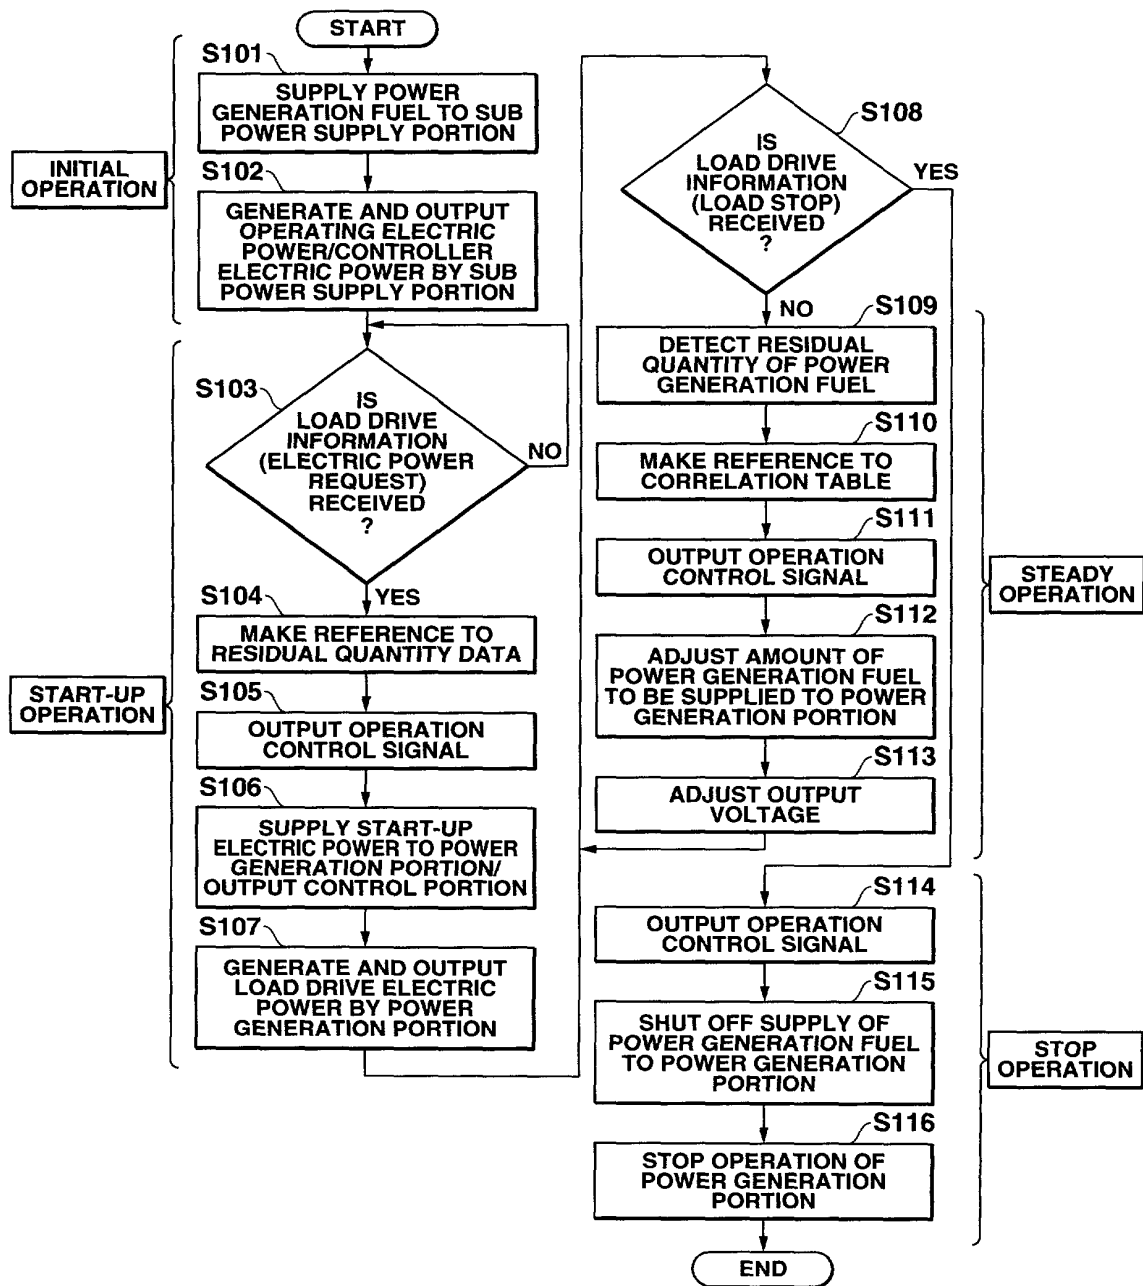 START
S101
SUPPLY POWER
GENERATION FUEL TO SUB
POWER SUPPLY PORTION
INITIAL
OPERATION
S102
GENERATE AND OUTPUT
OPERATING ELECTRIC
POWER/CONTROLLER
ELECTRIC POWER BY SUB
POWER SUPPLY PORTION
S103
IS
LOAD DRIVE
INFORMATION
(ELECTRIC POWER
REQUEST)
RECEIVED
?
NO
YES
S104
MAKE REFERENCE TO
RESIDUAL QUANTITY DATA
START-UP
OPERATION
S105
OUTPUT OPERATION
CONTROL SIGNAL
S106
SUPPLY START-UP
ELECTRIC POWER TO POWER
GENERATION PORTION/
OUTPUT CONTROL PORTION
S107
GENERATE AND OUTPUT
LOAD DRIVE ELECTRIC
POWER BY POWER
GENERATION PORTION
S108
IS
LOAD DRIVE
INFORMATION
(LOAD STOP)
RECEIVED
?
YES
NO
S109
DETECT RESIDUAL
QUANTITY OF POWER
GENERATION FUEL
S110
MAKE REFERENCE TO
CORRELATION TABLE
S111
OUTPUT OPERATION
CONTROL SIGNAL
STEADY
OPERATION
S112
ADJUST AMOUNT OF
POWER GENERATION FUEL
TO BE SUPPLIED TO POWER
GENERATION PORTION
S113
ADJUST OUTPUT
VOLTAGE
S114
OUTPUT OPERATION
CONTROL SIGNAL
S115
SHUT OFF SUPPLY OF
POWER GENERATION FUEL
TO POWER GENERATION
PORTION
STOP
OPERATION
S116
STOP OPERATION OF
POWER GENERATION
PORTION
END